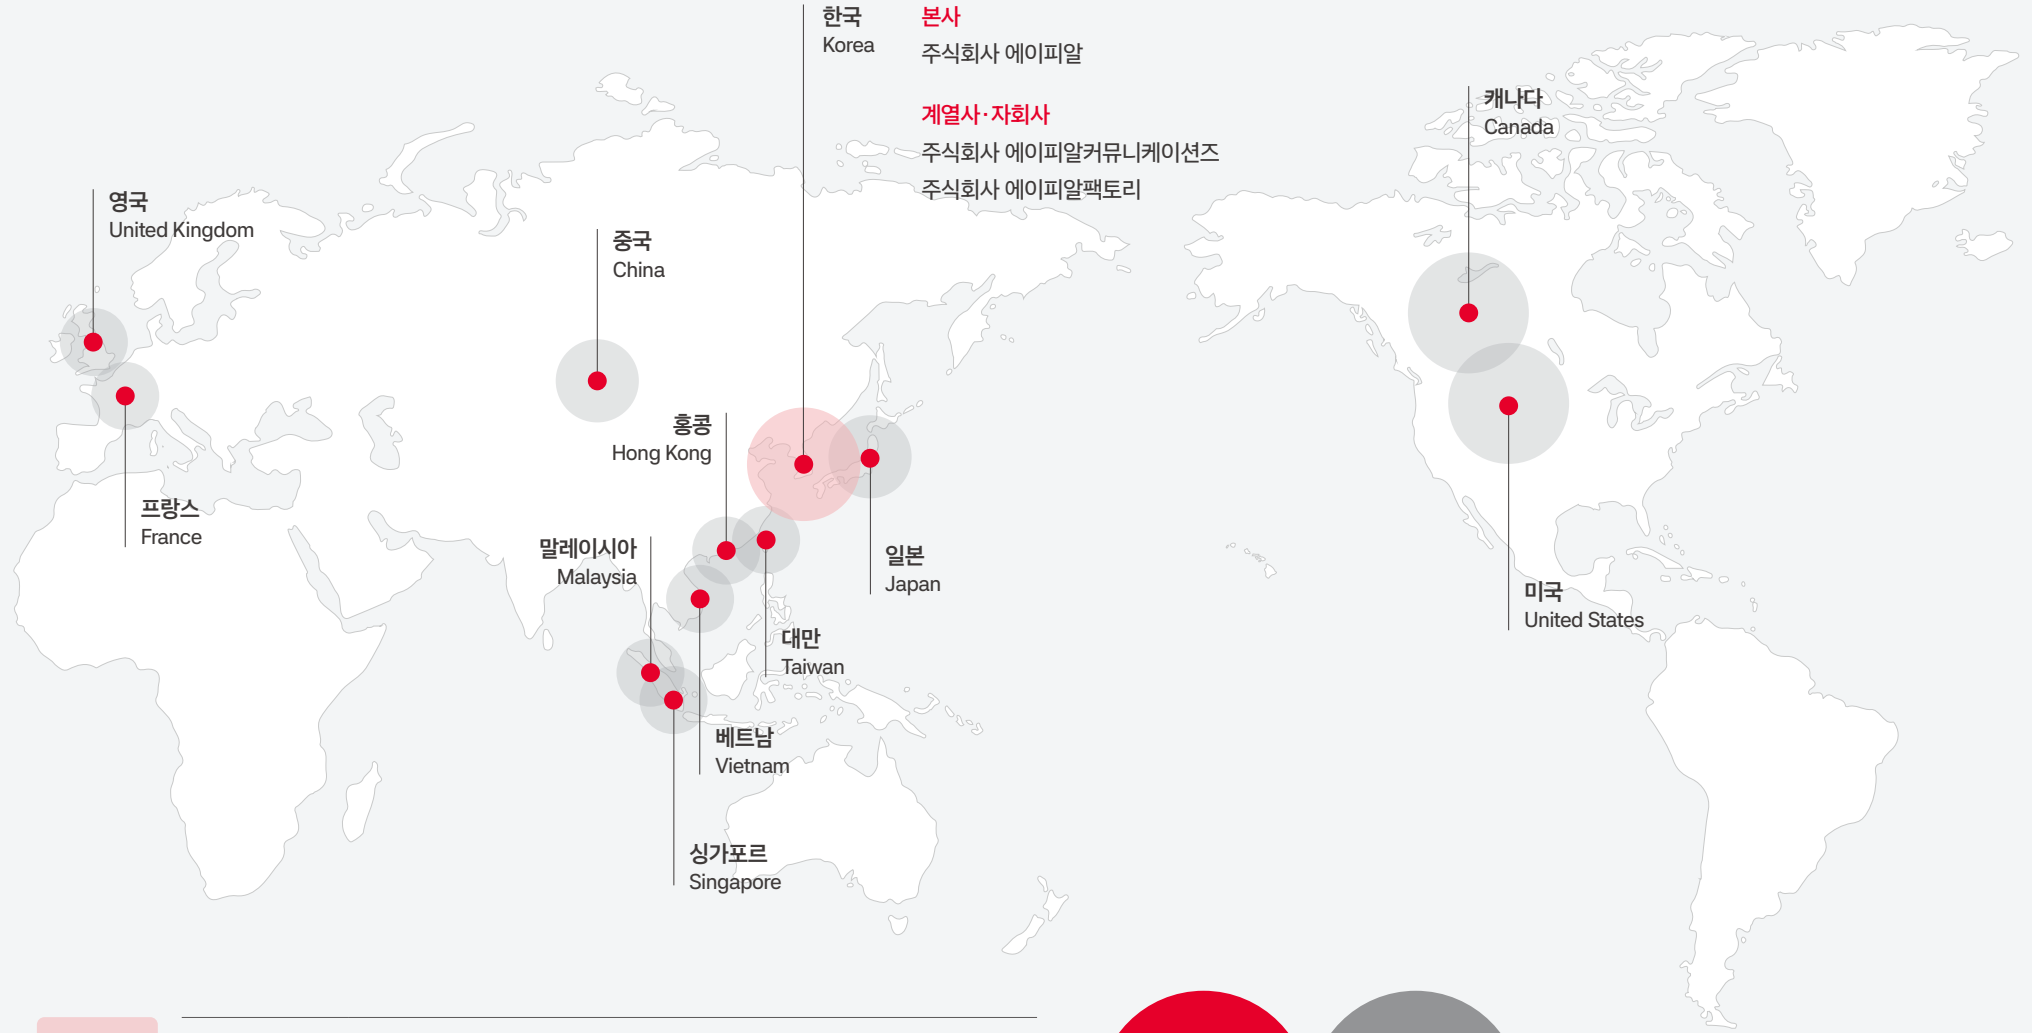 한국
Korea
본사
주식회사 에이피알
계열사·자회사
주식회사 에이피알커뮤니케이션즈
주식회사 에이피알팩토리
캐나다
Canada
영국
United Kingdom
중국
China
홍콩
Hong Kong
프랑스
France
말레이시아
Malaysia
일본
Japan
미국
United States
대만
Taiwan
베트남
Vietnam
싱가포르
Singapore